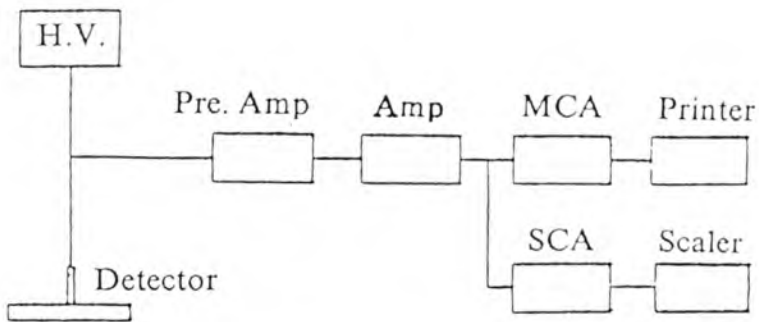 H.V.
Pre. Amp
Amp
MCA
Printer
SCA
Scaler
Detector